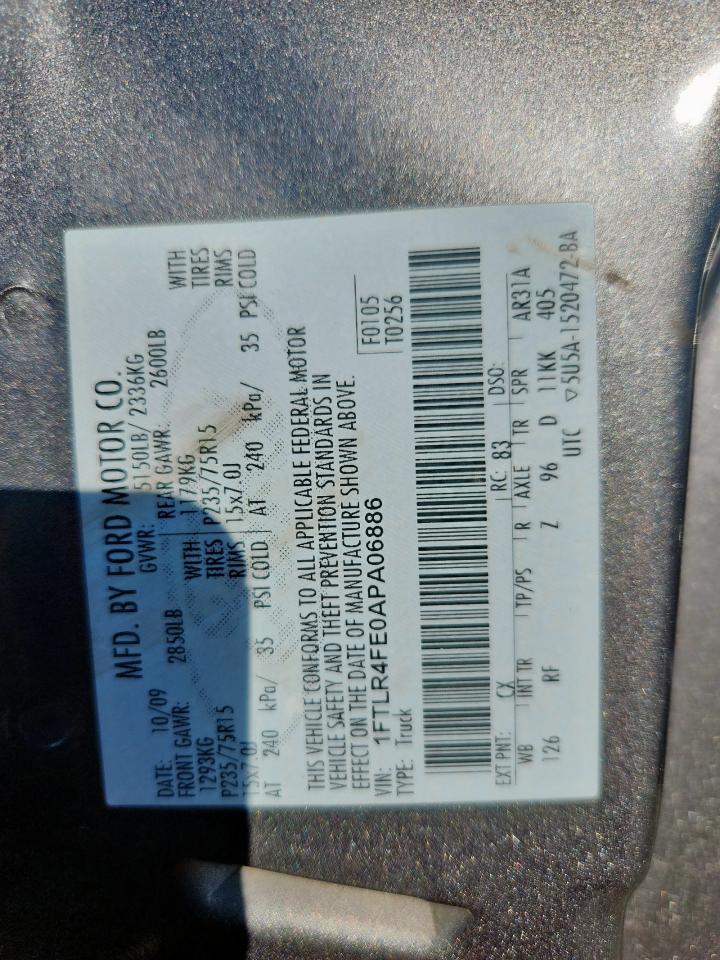 MFD. BY FORD MOTOR CO.
DATE: 10/09 GVWR: 5150LB/ 2336KG
FRONT GAWR: 2850LB REAR GAWR: 2600LB
1293KG WITH 1179KG WITH
P235/75R15 TIRES P235/75R15 TIRES
15x7.0J RIMS 15x7.0J RIMS
AT 240 kPa/ 35 PSI COLD AT 240 kPa/ 35 PSI COLD
THIS VEHICLE CONFORMS TO ALL APPLICABLE FEDERAL MOTOR
VEHICLE SAFETY AND THEFT PREVENTION STANDARDS IN
EFFECT ON THE DATE OF MANUFACTURE SHOWN ABOVE.
VIN: 1FTLR4FE0APA06886 F0105
TYPE: Truck T0256
EXT PNT: CX RC: 83 DSO:
WB INT TR TP/PS R AXLE TR SPR AR31A
126 RF Z 96 D 11KK 405
UTC ▽5U5A-1520472-BA